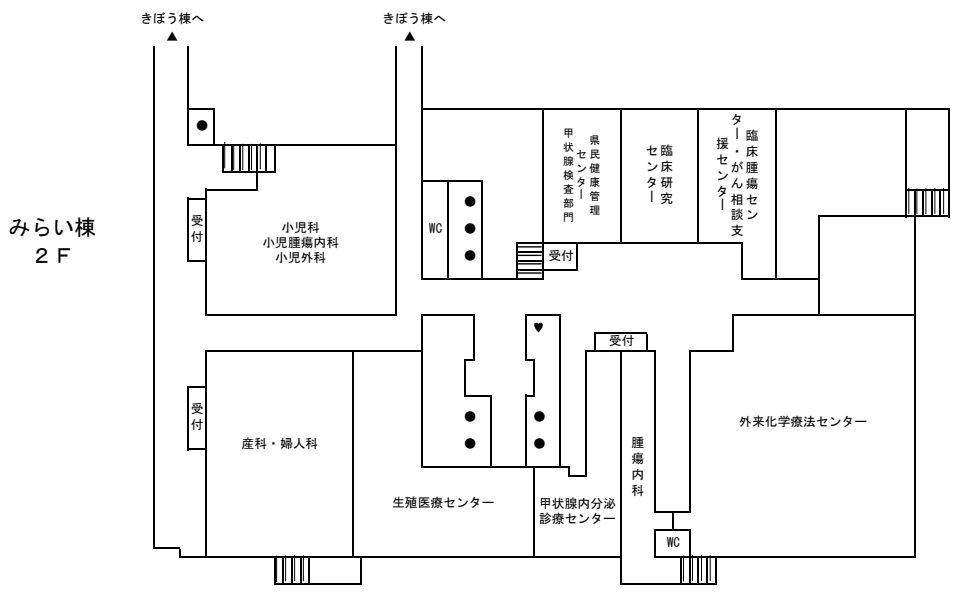 きぼう棟へ
▲
きぼう棟へ
▲
みらい棟
２Ｆ
受付
小児科
小児腫瘍内科
小児外科
WC
県民健康管理
センター
甲状腺検査部門
臨床研究
センター
臨床腫瘍セン
ター・がん相談支
援センター
受付
受付
受付
産科・婦人科
生殖医療センター
甲状腺内分泌
診療センター
腫瘍内科
外来化学療法センター
WC